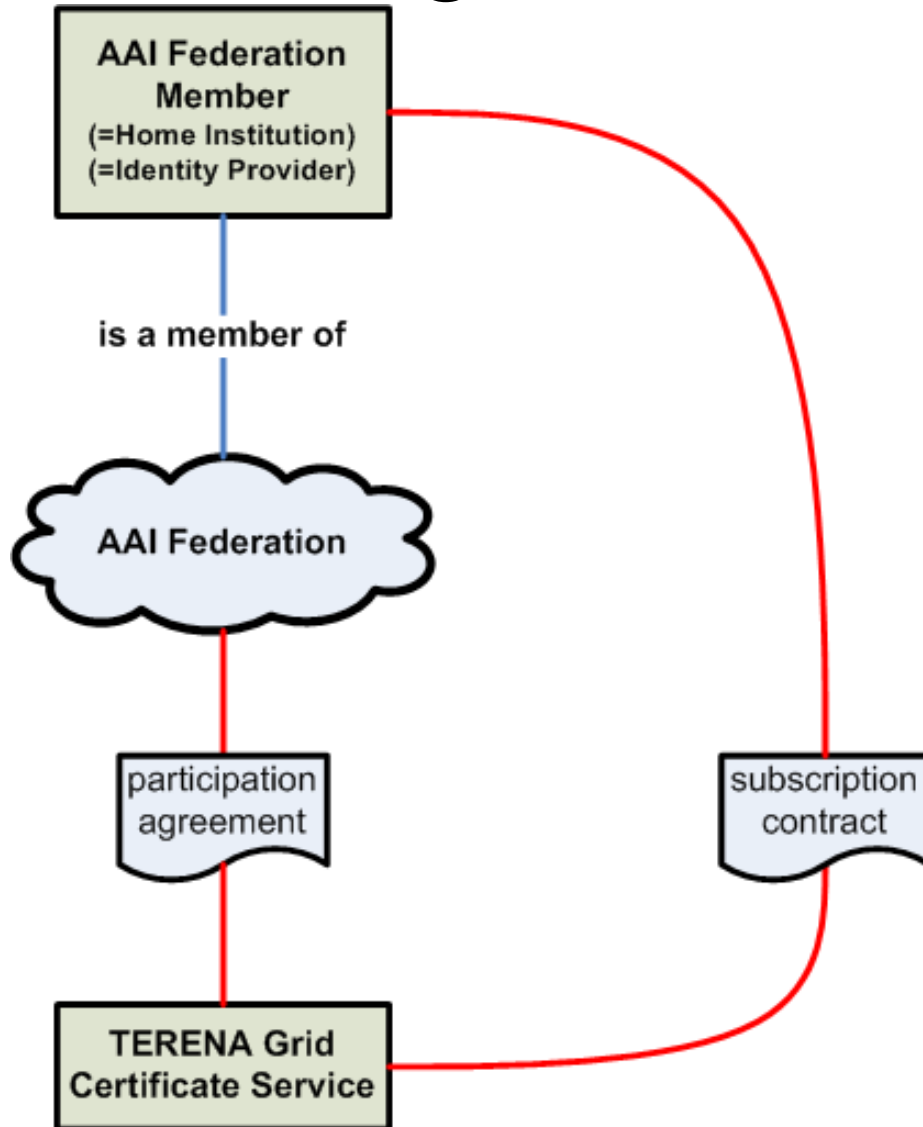 AAI Federation
Member
(=Home Institution)
(=Identity Provider)
is a member of
AAI Federation
participation
agreement
subscription
contract
TERENA Grid
Certificate Service